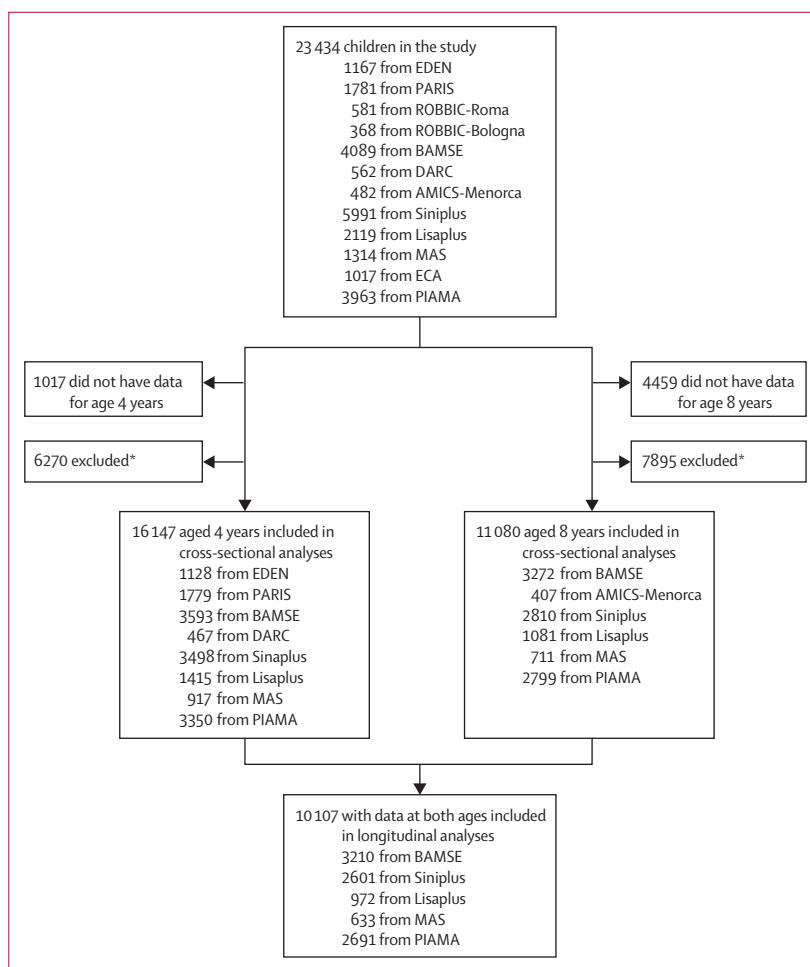 23 434 children in the study
1167 from EDEN
1781 from PARIS
581 from ROBBIC-Roma
368 from ROBBIC-Bologna
4089 from BAMSE
562 from DARC
482 from AMICS-Menorca
5991 from Siniplus
2119 from Lisaplus
1314 from MAS
1017 from ECA
3963 from PIAMA
1017 did not have data
for age 4 years
4459 did not have data
for age 8 years
6270 excluded*
7895 excluded*
16 147 aged 4 years included in
cross-sectional analyses
1128 from EDEN
1779 from PARIS
3593 from BAMSE
467 from DARC
3498 from Sinaplus
1415 from Lisaplus
917 from MAS
3350 from PIAMA
11 080 aged 8 years included in
cross-sectional analyses
3272 from BAMSE
407 from AMICS-Menorca
2810 from Siniplus
1081 from Lisaplus
711 from MAS
2799 from PIAMA
10 107 with data at both ages included
in longitudinal analyses
3210 from BAMSE
2601 from Siniplus
972 from Lisaplus
633 from MAS
2691 from PIAMA